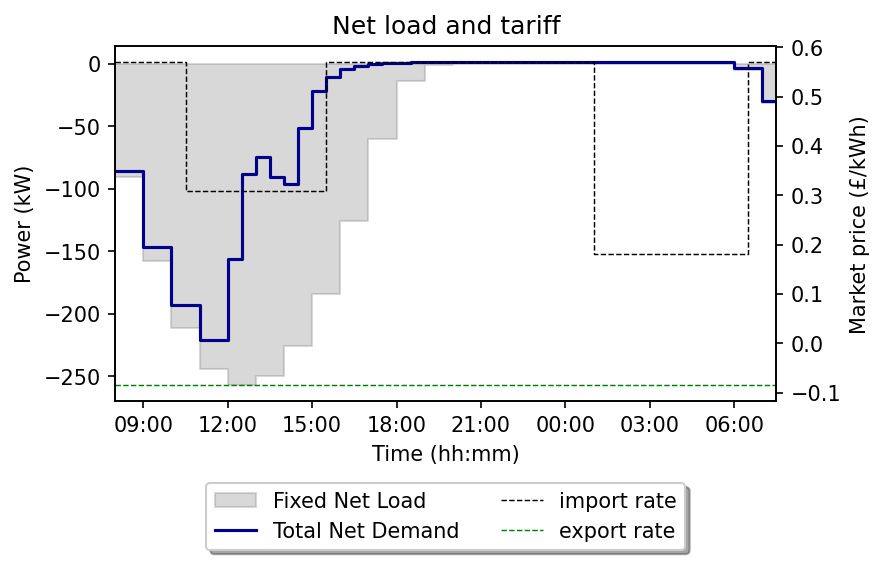 Net load and tariff
Power (kW)
0
−50
−100
−150
−200
−250
0.6
0.5
0.4
0.3
0.2
0.1
0.0
−0.1
Market price (£/kWh)
09:00 12:00 15:00 18:00 21:00 00:00 03:00 06:00
Time (hh:mm)
Fixed Net Load
Total Net Demand
import rate
export rate